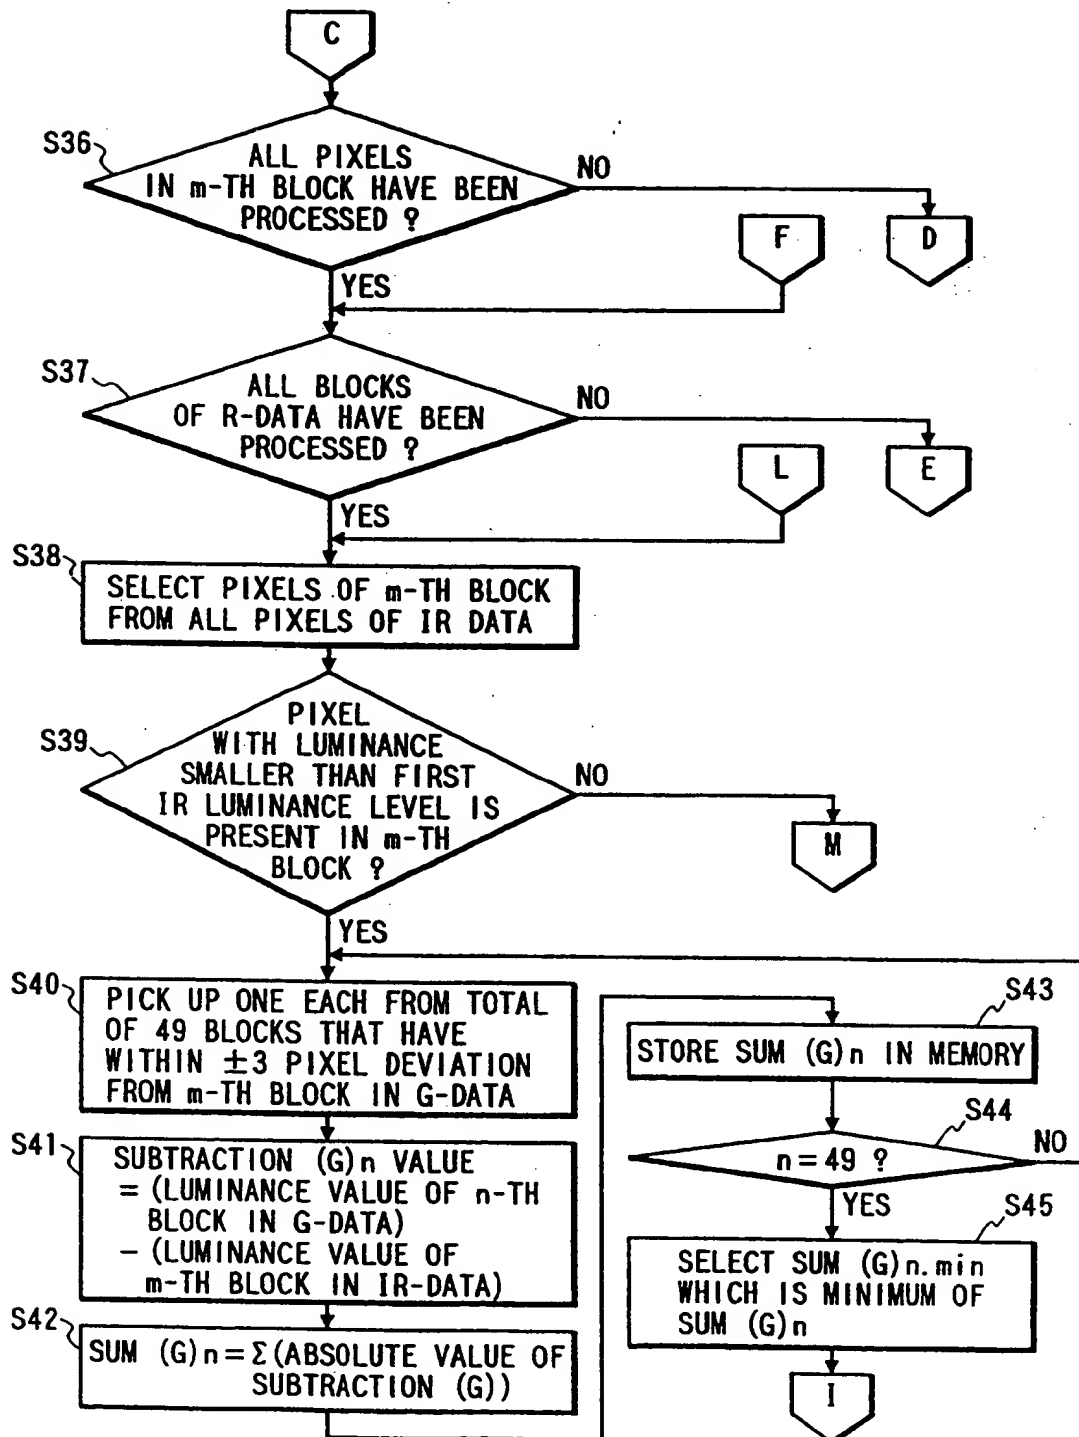 C
S36
ALL PIXELS
IN m-TH BLOCK HAVE BEEN
PROCESSED ?
NO
F
D
YES
S37
ALL BLOCKS
OF R-DATA HAVE BEEN
PROCESSED ?
NO
L
E
YES
S38
SELECT PIXELS OF m-TH BLOCK
FROM ALL PIXELS OF IR DATA
S39
PIXEL
WITH LUMINANCE
SMALLER THAN FIRST
IR LUMINANCE LEVEL IS
PRESENT IN m-TH
BLOCK ?
NO
M
YES
S40
PICK UP ONE EACH FROM TOTAL
OF 49 BLOCKS THAT HAVE
WITHIN ±3 PIXEL DEVIATION
FROM m-TH BLOCK IN G-DATA
S41
SUBTRACTION (G)n VALUE
= (LUMINANCE VALUE OF n-TH
BLOCK IN G-DATA)
− (LUMINANCE VALUE OF
m-TH BLOCK IN IR-DATA)
S42
SUM (G)n=Σ(ABSOLUTE VALUE OF
SUBTRACTION (G))
S43
STORE SUM (G)n IN MEMORY
S44
n=49 ?
NO
YES
S45
SELECT SUM (G)n.min
WHICH IS MINIMUM OF
SUM (G)n
I